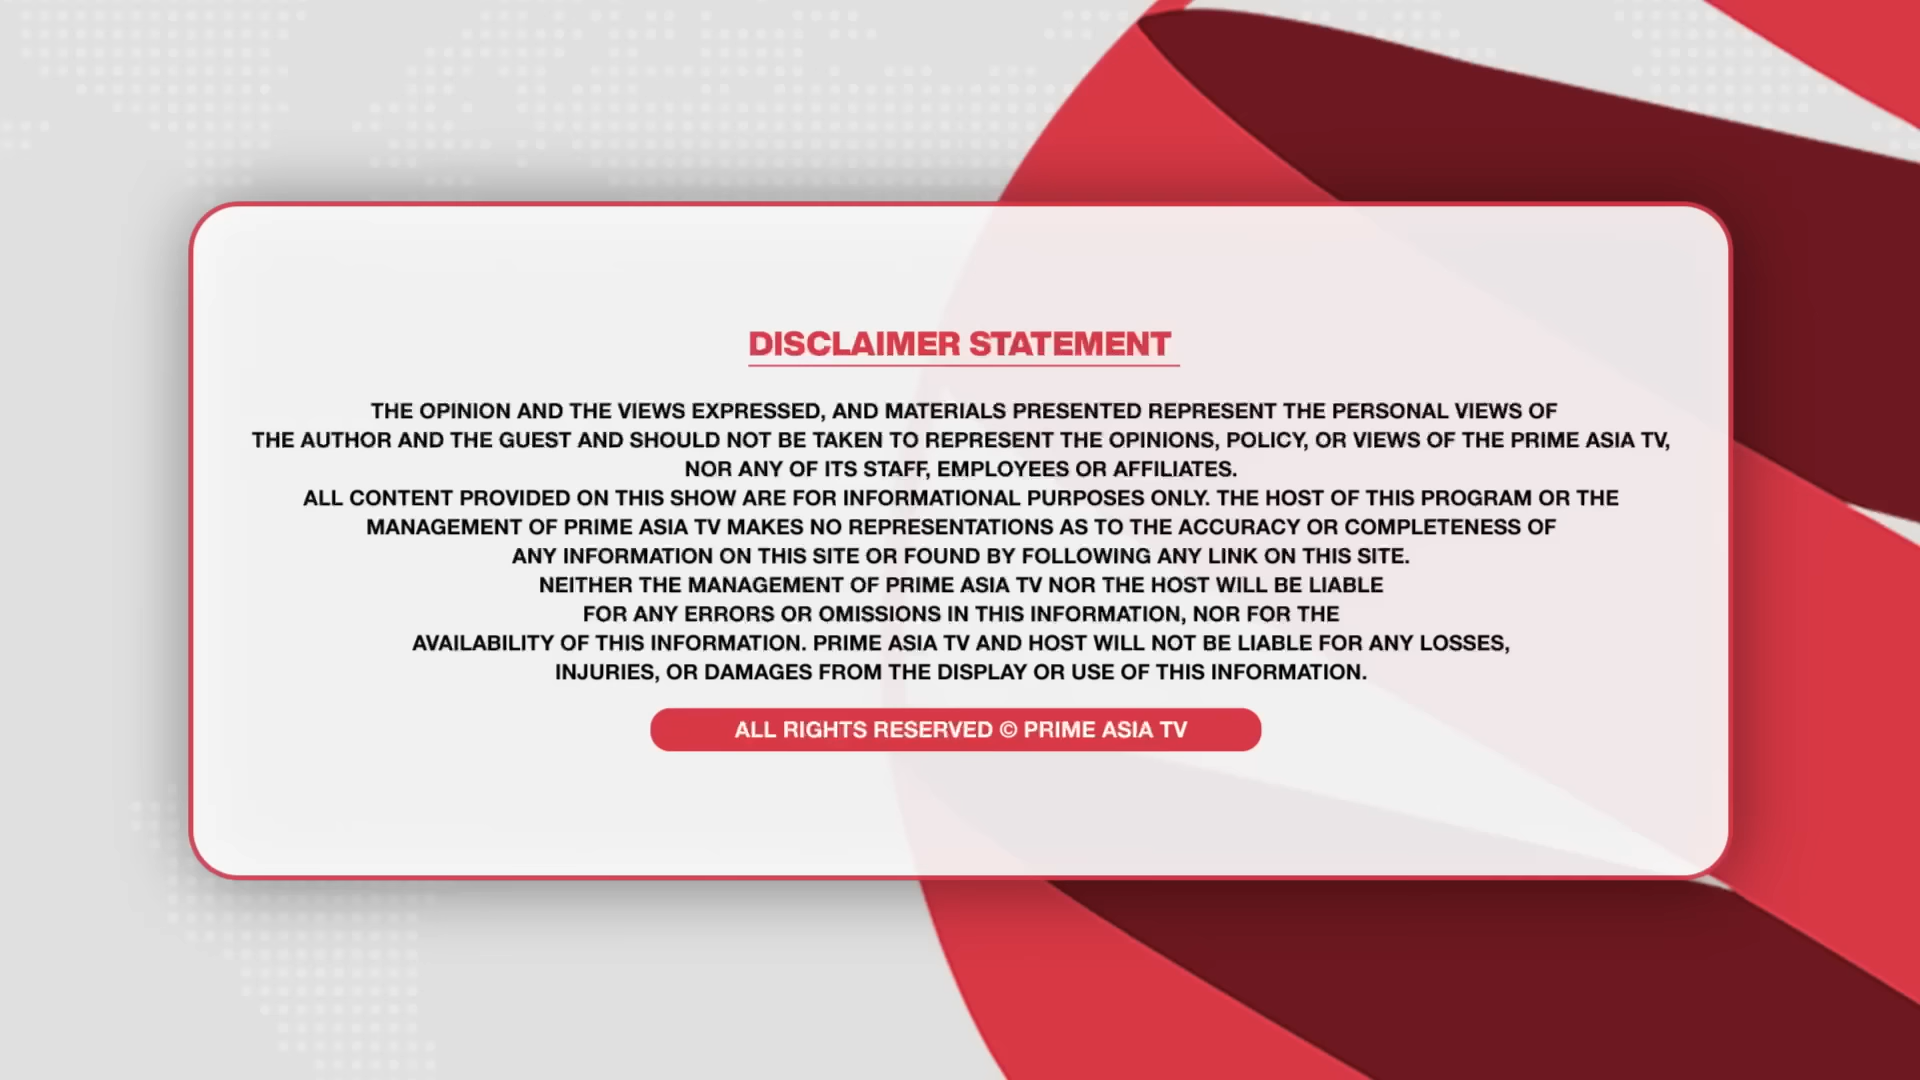 DISCLAIMER STATEMENT
THE OPINION AND THE VIEWS EXPRESSED, AND MATERIALS PRESENTED REPRESENT THE PERSONAL VIEWS OF
THE AUTHOR AND THE GUEST AND SHOULD NOT BE TAKEN TO REPRESENT THE OPINIONS, POLICY, OR VIEWS OF THE PRIME ASIA TV,
NOR ANY OF ITS STAFF, EMPLOYEES OR AFFILIATES.
ALL CONTENT PROVIDED ON THIS SHOW ARE FOR INFORMATIONAL PURPOSES ONLY. THE HOST OF THIS PROGRAM OR THE
MANAGEMENT OF PRIME ASIA TV MAKES NO REPRESENTATIONS AS TO THE ACCURACY OR COMPLETENESS OF
ANY INFORMATION ON THIS SITE OR FOUND BY FOLLOWING ANY LINK ON THIS SITE.
NEITHER THE MANAGEMENT OF PRIME ASIA TV NOR THE HOST WILL BE LIABLE
FOR ANY ERRORS OR OMISSIONS IN THIS INFORMATION, NOR FOR THE
AVAILABILITY OF THIS INFORMATION. PRIME ASIA TV AND HOST WILL NOT BE LIABLE FOR ANY LOSSES,
INJURIES, OR DAMAGES FROM THE DISPLAY OR USE OF THIS INFORMATION.
ALL RIGHTS RESERVED © PRIME ASIA TV